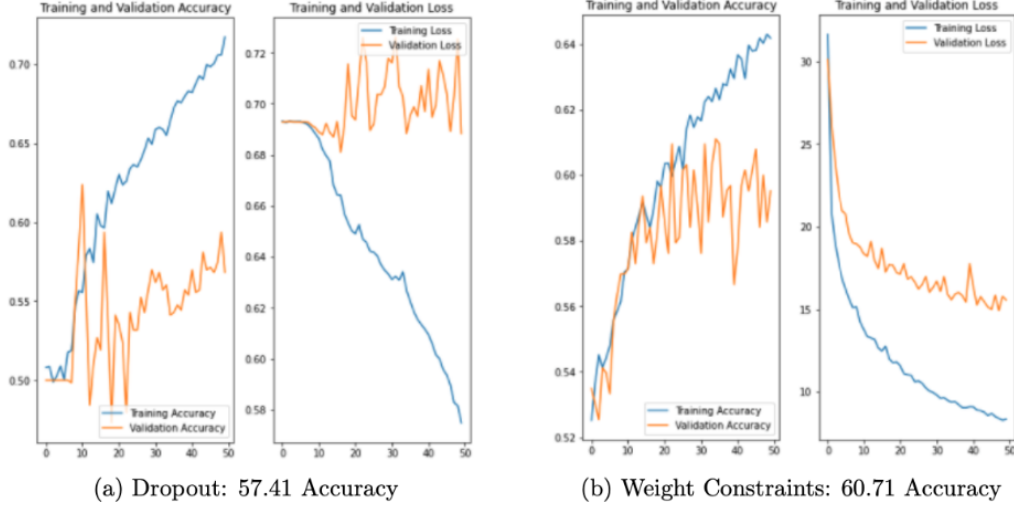 Training and Validation Accuracy
Training and Validation Loss
Training and Validation Accuracy
Training and Validation Loss
0.70
0.65
0.60
0.55
0.50
Training Accuracy
Validation Accuracy
0 10 20 30 40 50
0.72
0.70
0.68
0.66
0.64
0.62
0.60
0.58
Training Loss
Validation Loss
0 10 20 30 40 50
0.64
0.62
0.60
0.58
0.56
0.54
0.52
Training Accuracy
Validation Accuracy
0 10 20 30 40 50
30
25
20
15
10
Training Loss
Validation Loss
0 10 20 30 40 50
(a) Dropout: 57.41 Accuracy
(b) Weight Constraints: 60.71 Accuracy